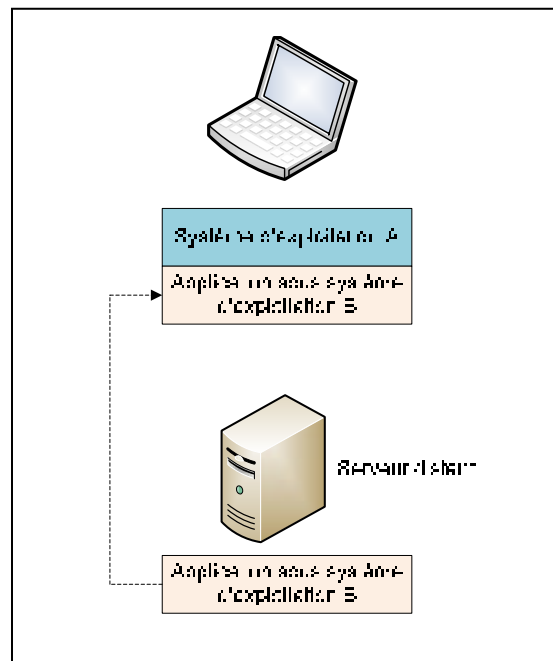 Système d'exploitation A
Application sous système
d'exploitation B
Serveur distant
Application sous système
d'exploitation B